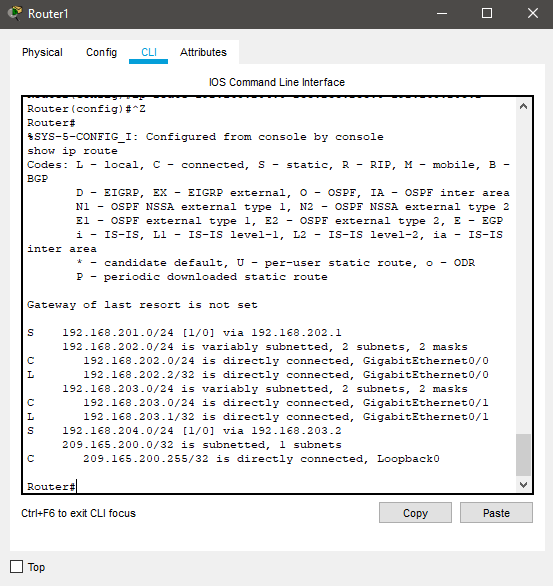 Router1
Physical Config CLI Attributes
IOS Command Line Interface
Router(config)#^Z
Router#
%SYS-5-CONFIG_I: Configured from console by console
show ip route
Codes: L - local, C - connected, S - static, R - RIP, M - mobile, B -
BGP
D - EIGRP, EX - EIGRP external, O - OSPF, IA - OSPF inter area
N1 - OSPF NSSA external type 1, N2 - OSPF NSSA external type 2
E1 - OSPF external type 1, E2 - OSPF external type 2, E - EGP
i - IS-IS, L1 - IS-IS level-1, L2 - IS-IS level-2, ia - IS-IS
inter area
* - candidate default, U - per-user static route, o - ODR
P - periodic downloaded static route
Gateway of last resort is not set
S 192.168.201.0/24 [1/0] via 192.168.202.1
192.168.202.0/24 is variably subnetted, 2 subnets, 2 masks
C 192.168.202.0/24 is directly connected, GigabitEthernet0/0
L 192.168.202.2/32 is directly connected, GigabitEthernet0/0
192.168.203.0/24 is variably subnetted, 2 subnets, 2 masks
C 192.168.203.0/24 is directly connected, GigabitEthernet0/1
L 192.168.203.1/32 is directly connected, GigabitEthernet0/1
S 192.168.204.0/24 [1/0] via 192.168.203.2
209.165.200.0/32 is subnetted, 1 subnets
C 209.165.200.255/32 is directly connected, Loopback0
Router#
Ctrl+F6 to exit CLI focus Copy Paste
Top